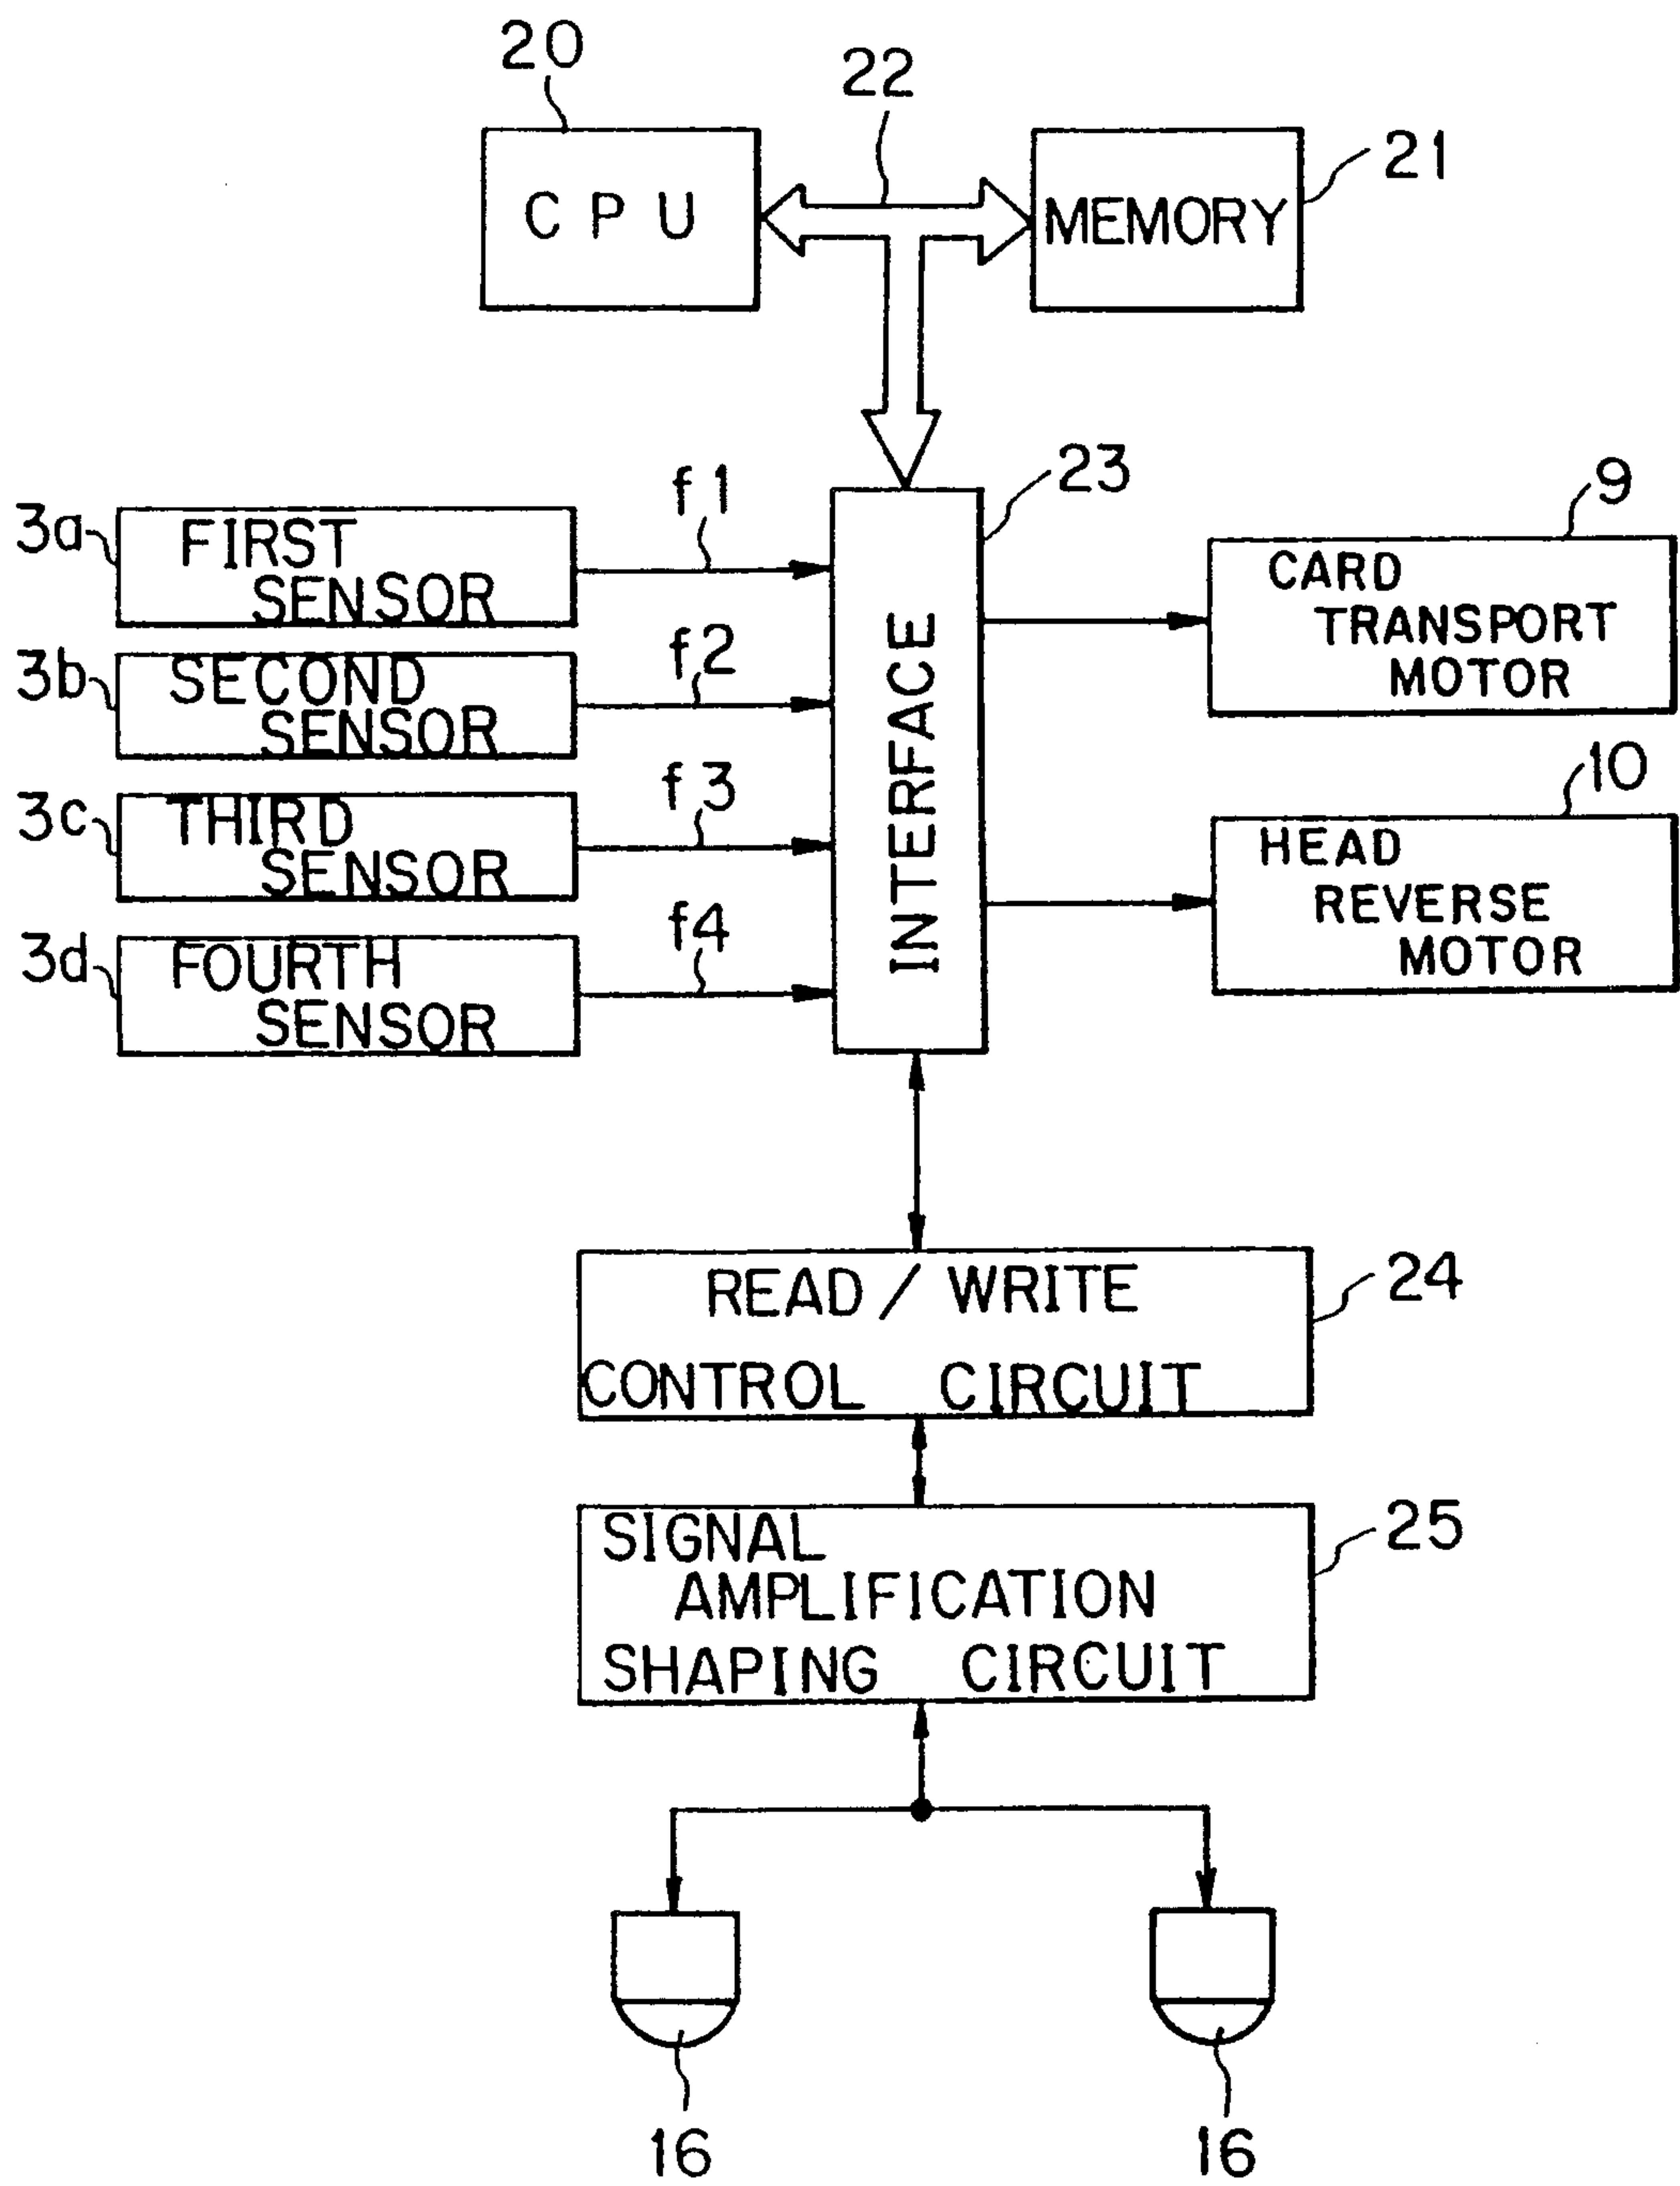 20
22
CPU
MEMORY
21
23
3a
FIRST
SENSOR
f1
3b
SECOND
SENSOR
f2
3c
THIRD
SENSOR
f3
3d
FOURTH
SENSOR
f4
INTERFACE
9
CARD
TRANSPORT
MOTOR
10
HEAD
REVERSE
MOTOR
READ / WRITE
CONTROL CIRCUIT
24
SIGNAL
AMPLIFICATION
SHAPING CIRCUIT
25
16
16